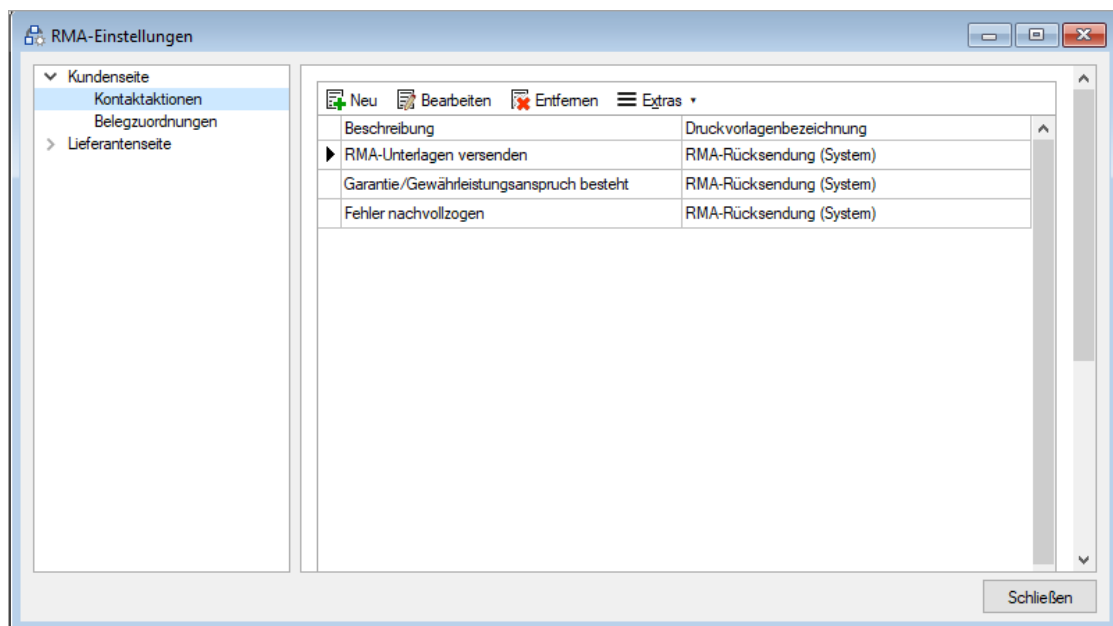 RMA-Einstellungen
Kundenseite
Kontaktaktionen
Belegzuordnungen
Lieferantenseite
Neu Bearbeiten Entfernen Extras
Beschreibung Druckvorlagenbezeichnung
RMA-Unterlagen versenden RMA-Rücksendung (System)
Garantie/Gewährleistungsanspruch besteht RMA-Rücksendung (System)
Fehler nachvollzogen RMA-Rücksendung (System)
Schließen